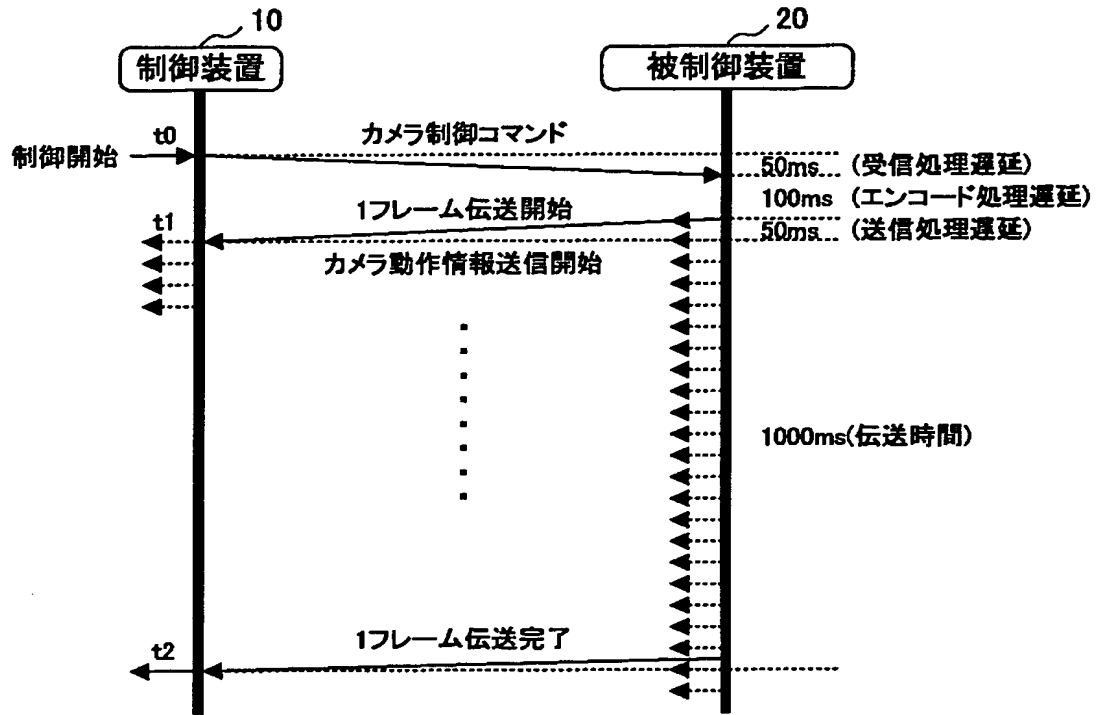 10
20
制御装置
被制御装置
t0
カメラ制御コマンド
制御開始
50ms (受信処理遅延)
100ms (エンコード処理遅延)
1フレーム伝送開始
t1
50ms (送信処理遅延)
カメラ動作情報送信開始
1000ms(伝送時間)
1フレーム伝送完了
t2